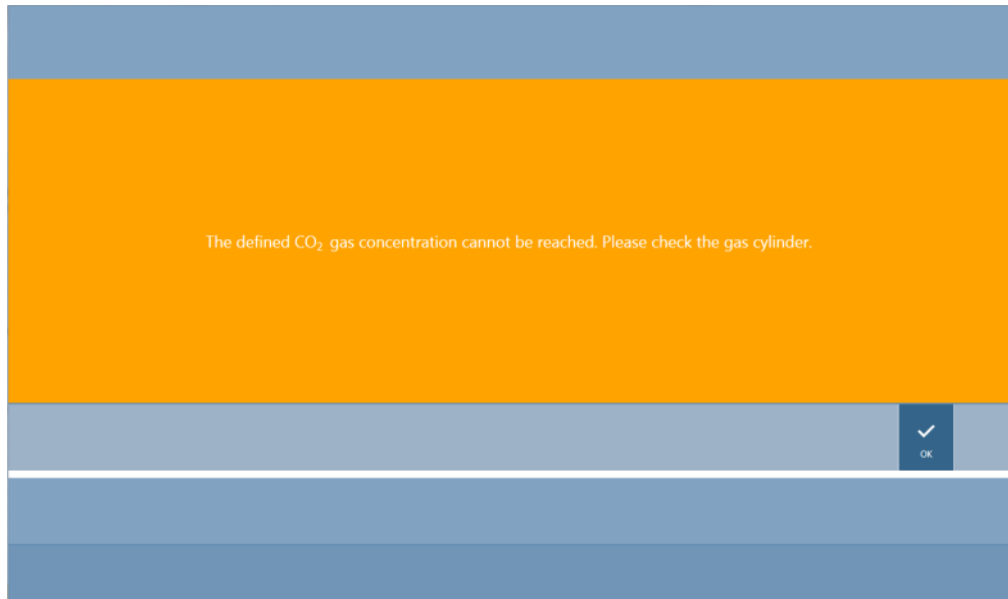 The defined CO₂ gas concentration cannot be reached. Please check the gas cylinder.
OK